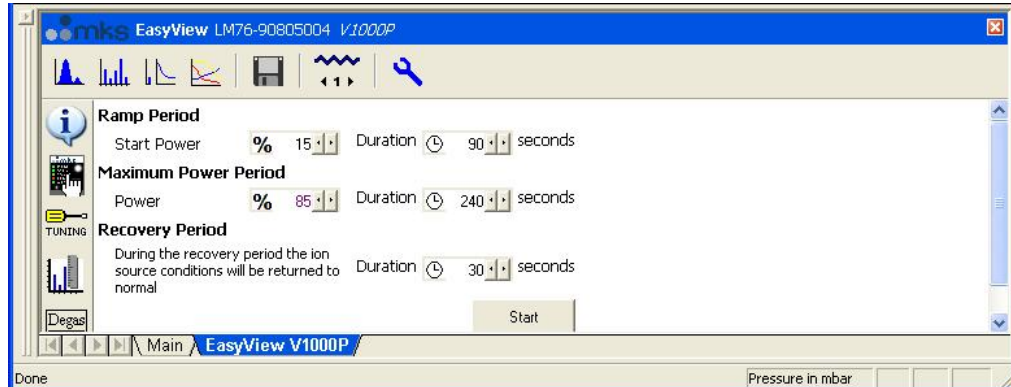 mks EasyView LM76-90805004 V1000P
1
Ramp Period
Start Power % 15 Duration 90 seconds
Maximum Power Period
Power % 85 Duration 240 seconds
TUNING
Recovery Period
During the recovery period the ion
source conditions will be returned to
normal
Duration 30 seconds
Degas
Start
Main EasyView V1000P
Done Pressure in mbar